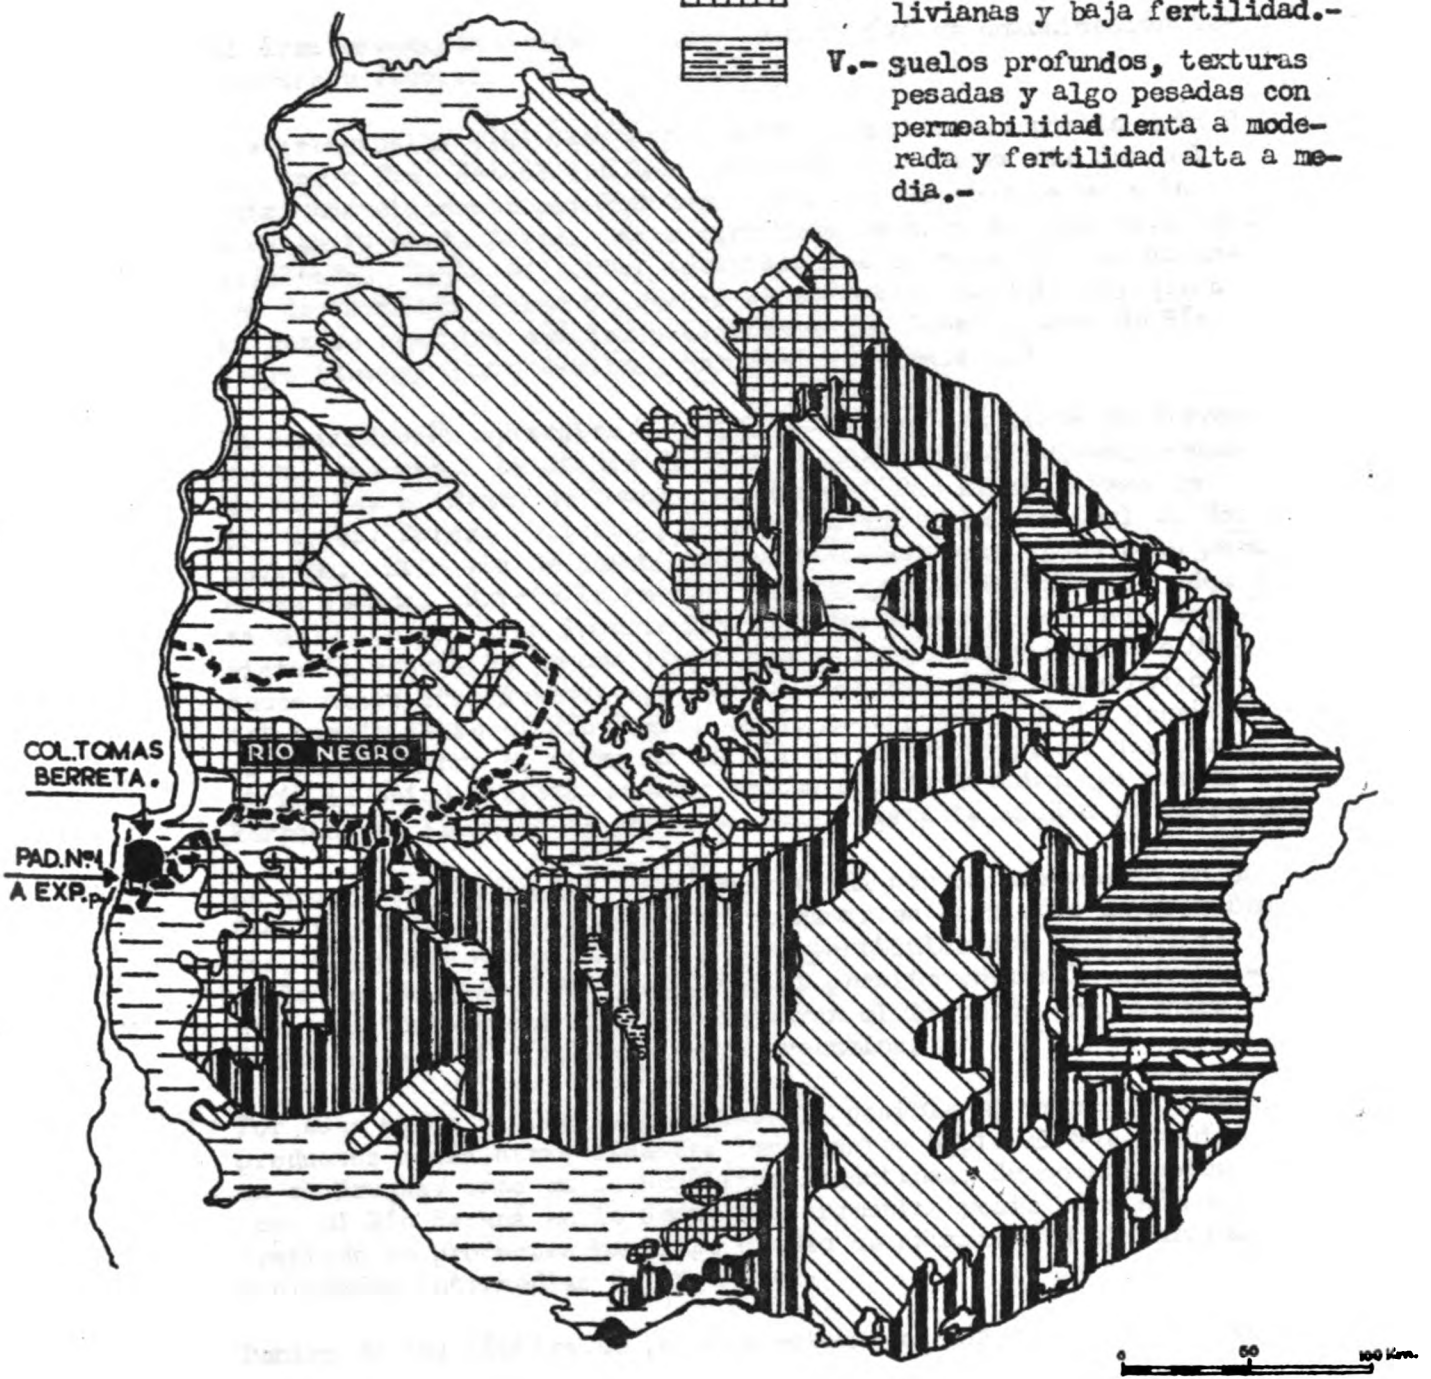 livianas y baja fertilidad.-
V.- suelos profundos, texturas
pesadas y algo pesadas con
permeabilidad lenta a mode-
rada y fertilidad alta a me-
dia.-
RIO NEGRO
COL.TOMAS
BERRETA.
PAD.Nº1
A EXP.P
0 50 100 Km.